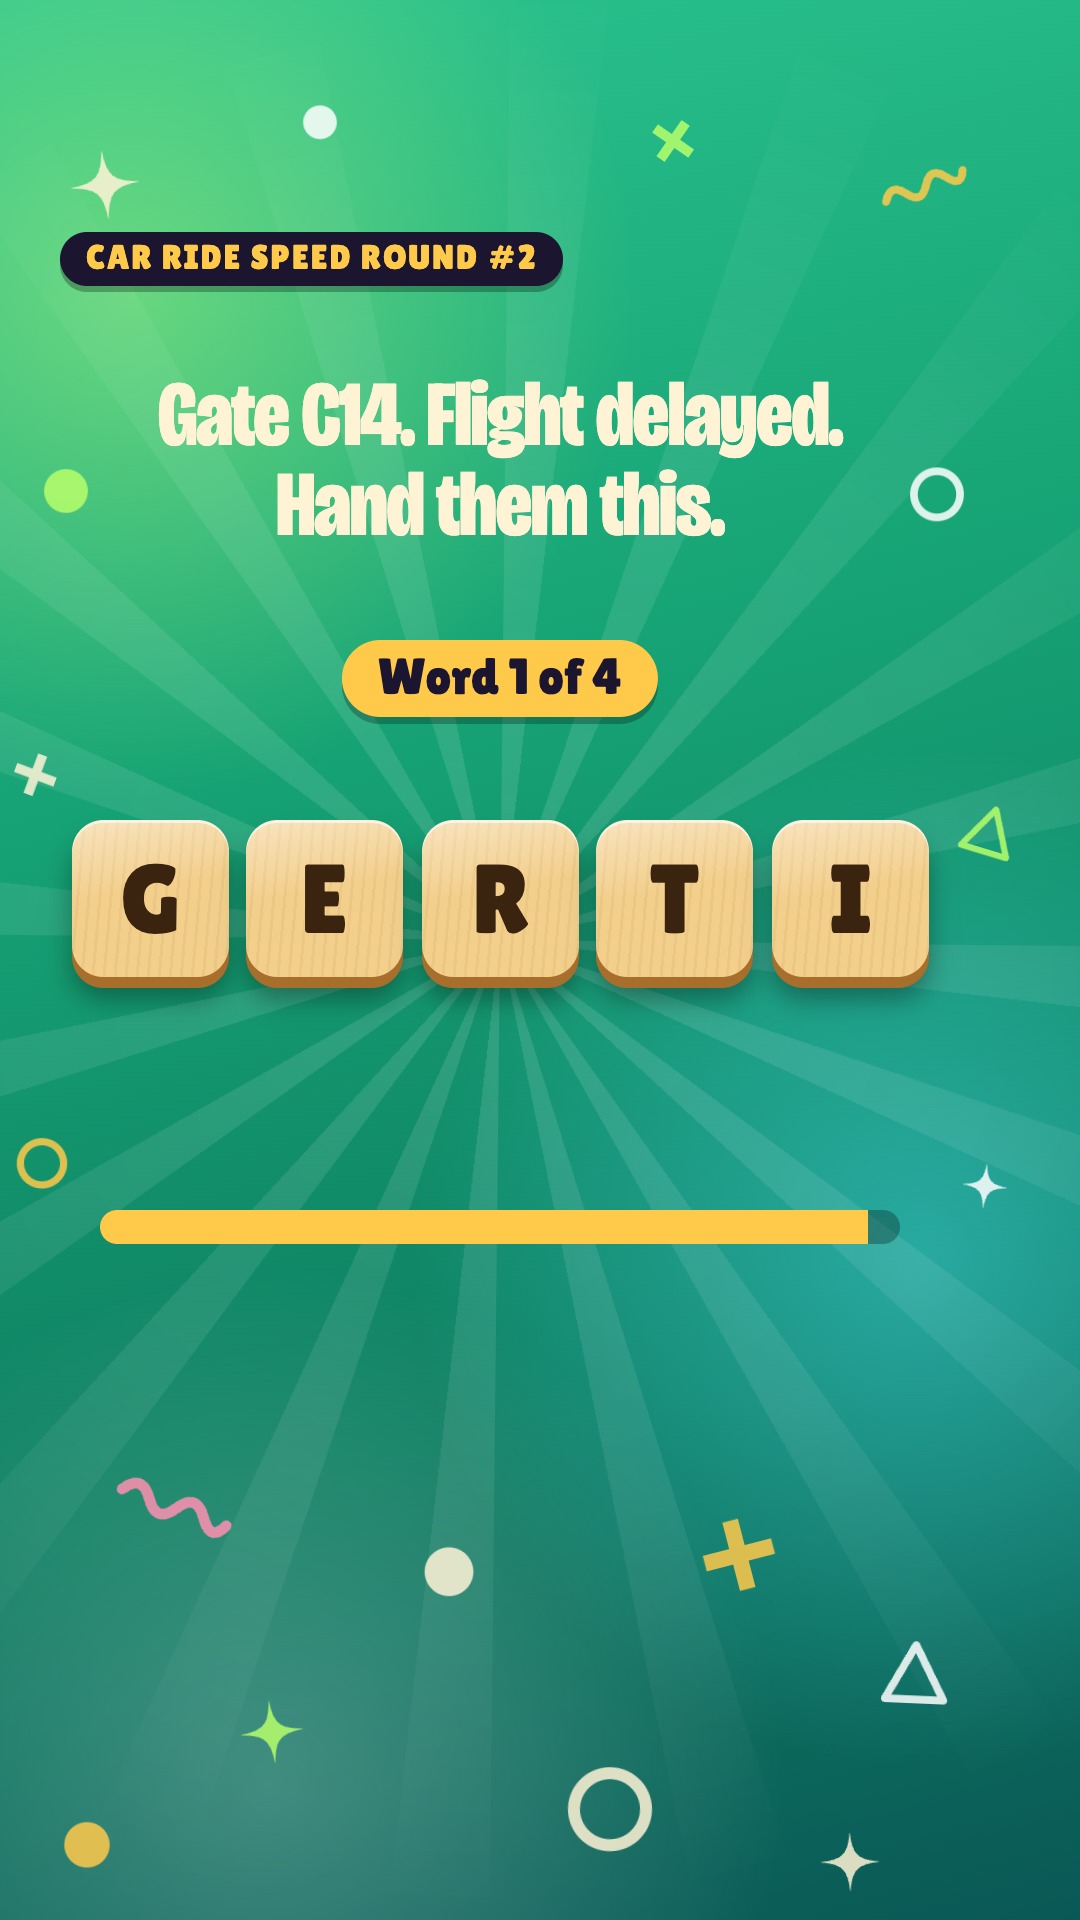 CAR RIDE SPEED ROUND #2
Gate C14. Flight delayed.
Hand them this.
Word 1 of 4
G E R T I